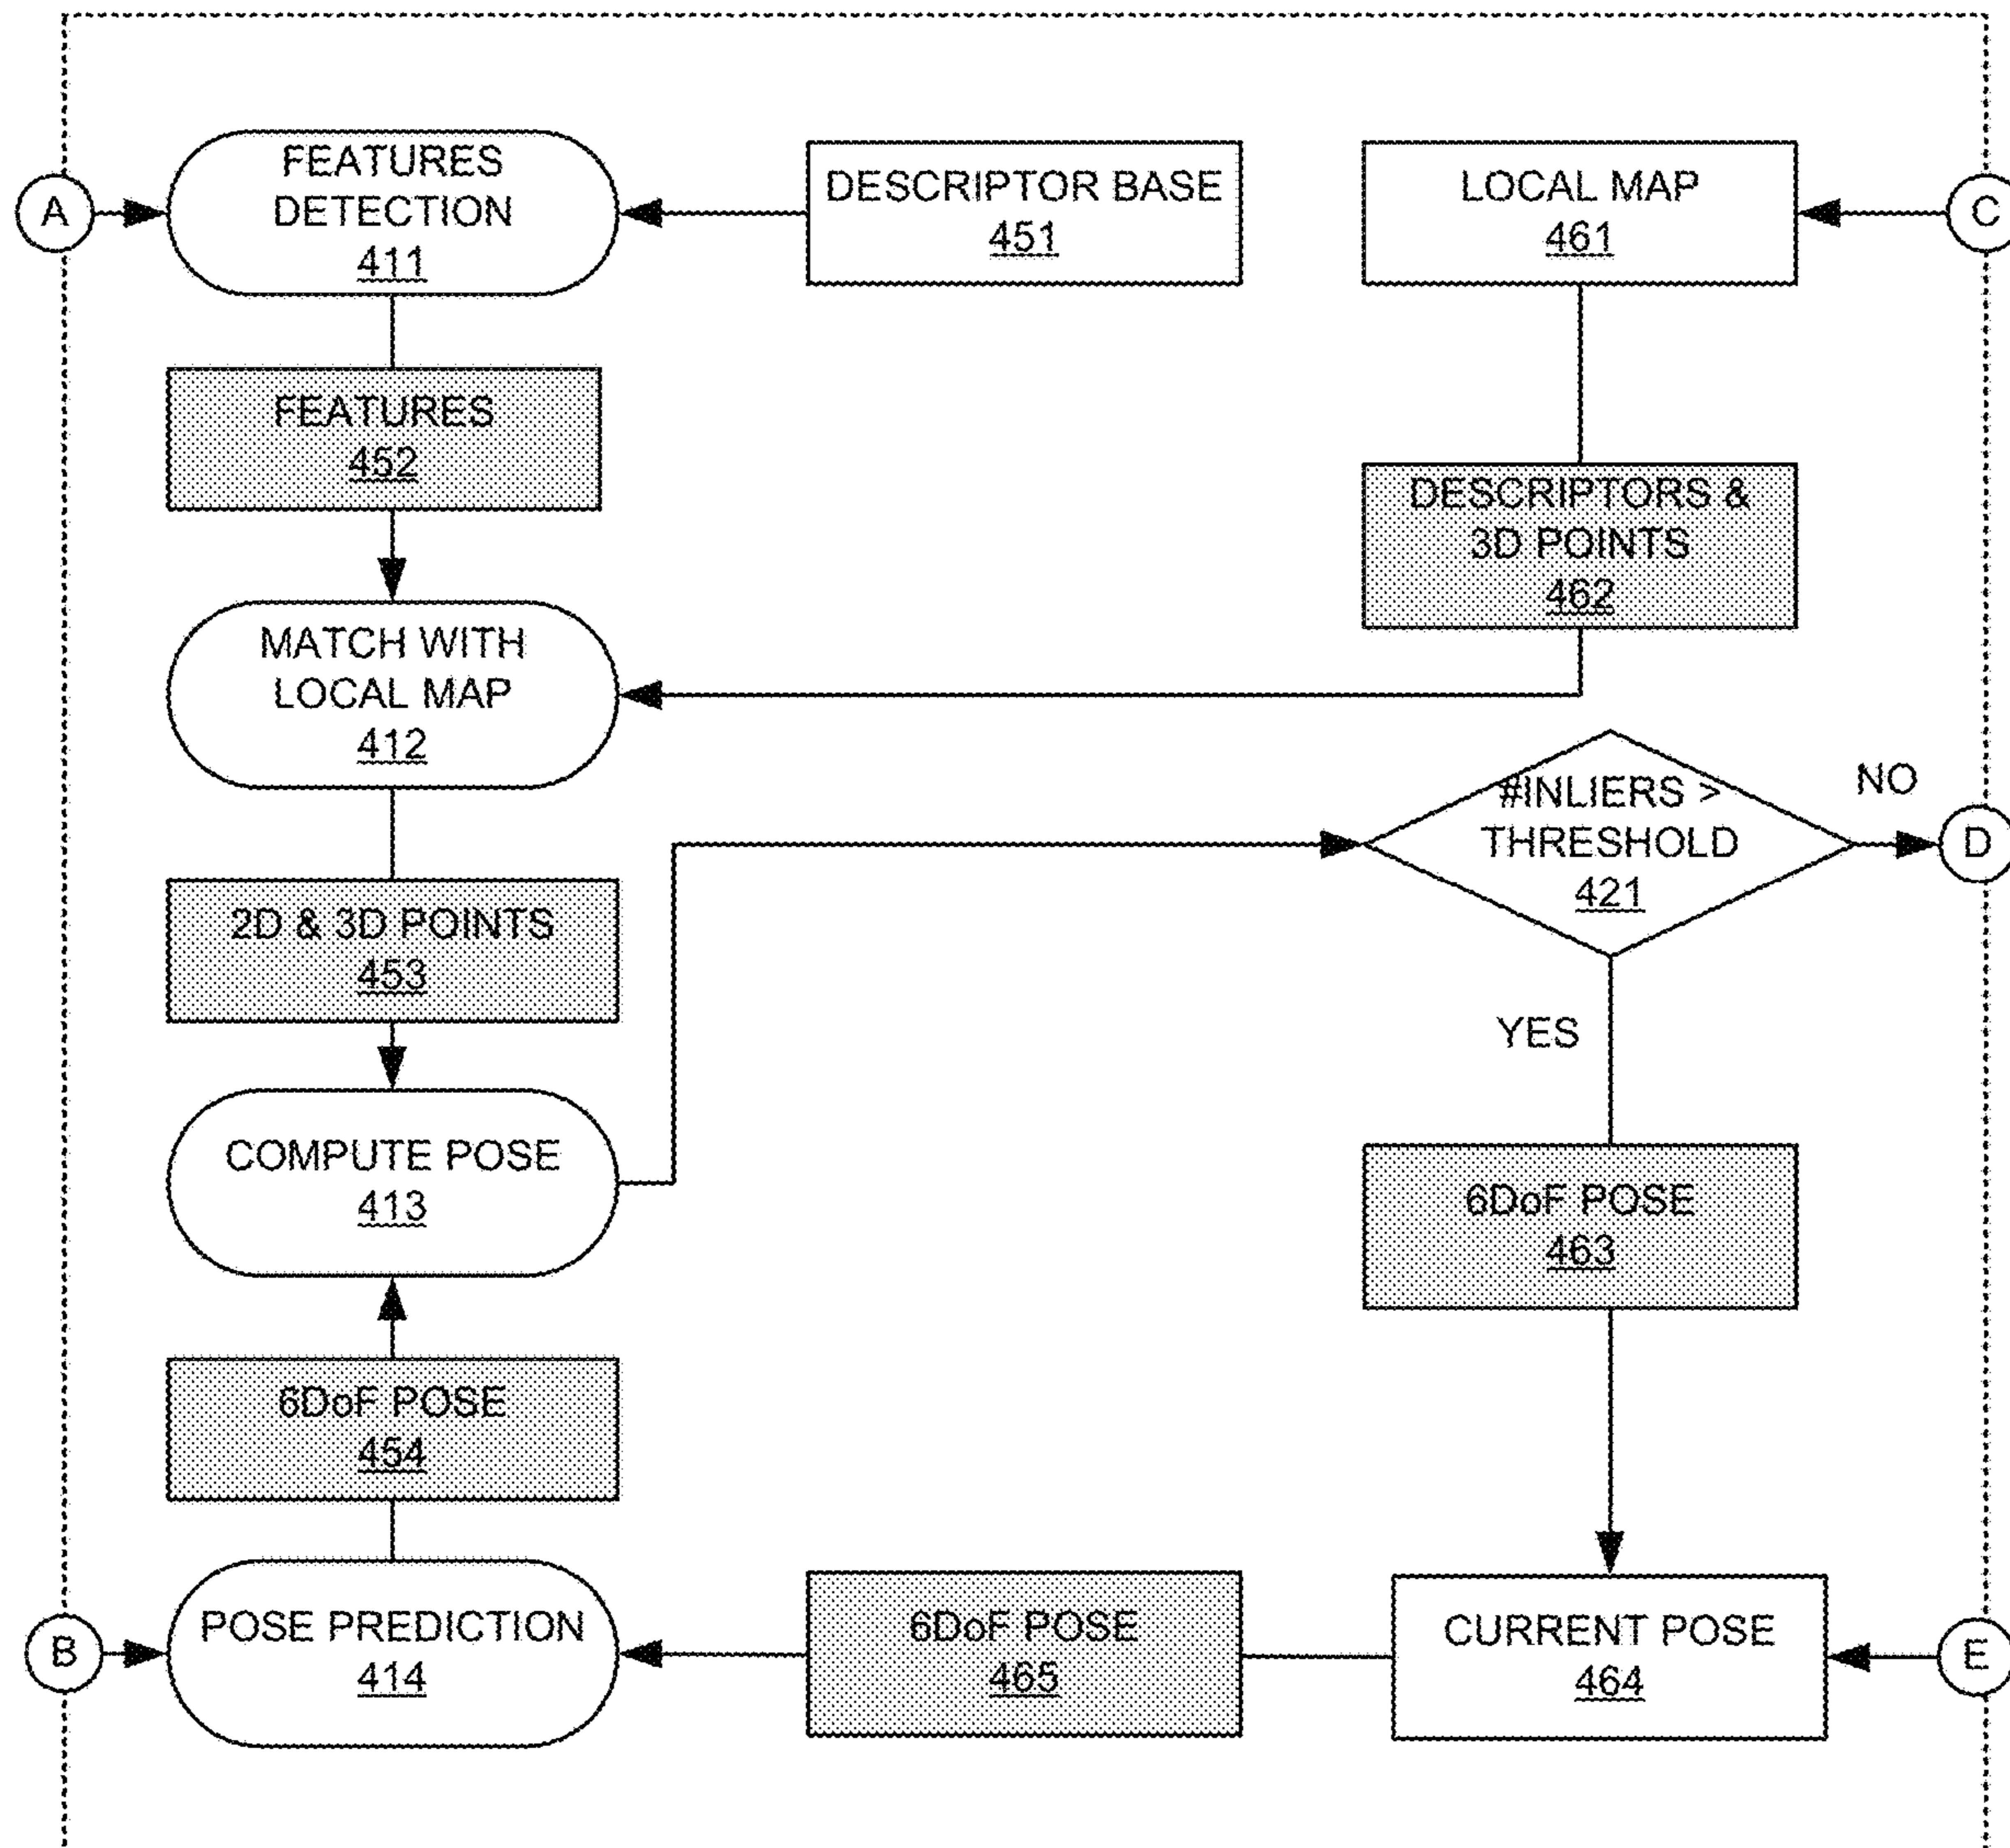 A
FEATURES
DETECTION
411
DESCRIPTOR BASE
451
LOCAL MAP
461
C
FEATURES
452
DESCRIPTORS &
3D POINTS
462
MATCH WITH
LOCAL MAP
412
#INLIERS >
THRESHOLD
421
NO
D
2D & 3D POINTS
453
YES
COMPUTE POSE
413
6DoF POSE
463
6DoF POSE
454
B
POSE PREDICTION
414
6DoF POSE
465
CURRENT POSE
464
E